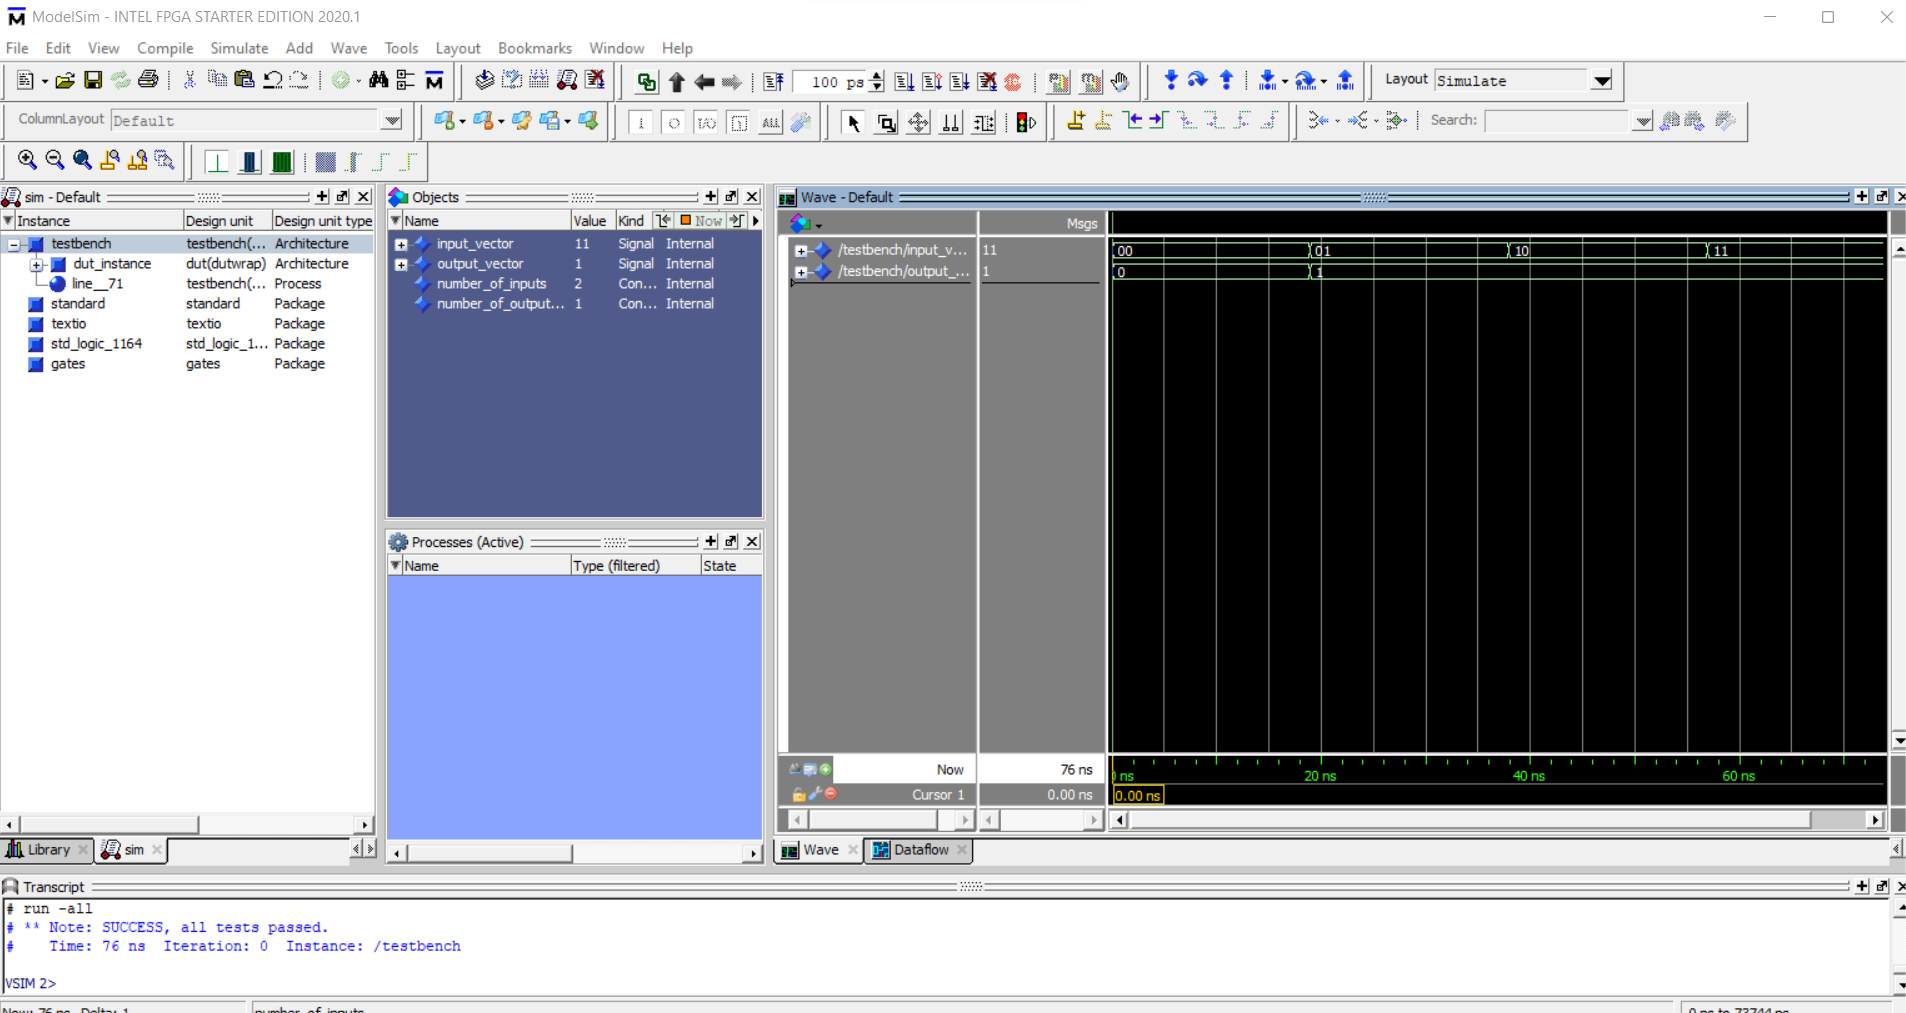 ModelSim - INTEL FPGA STARTER EDITION 2020.1
File Edit View Compile Simulate Add Wave Tools Layout Bookmarks Window Help
100 ps
Layout Simulate
ColumnLayout Default
ALL
Search:
sim - Default
Instance Design unit Design unit type
testbench testbench(... Architecture
dut_instance dut(dutwrap) Architecture
line__71 testbench(... Process
standard standard Package
textio textio Package
std_logic_1164 std_logic_1... Package
gates gates Package
Library sim
Objects
Name Value Kind Now
input_vector 11 Signal Internal
output_vector 1 Signal Internal
number_of_inputs 2 Con... Internal
number_of_output... 1 Con... Internal
Processes (Active)
Name Type (filtered) State
Wave - Default
Msgs
/testbench/input_v... 11 00 01 10 11
/testbench/output_... 1 0 1
Now 76 ns ns 20 ns 40 ns 60 ns
Cursor 1 0.00 ns 0.00 ns
Wave Dataflow
Transcript
# run -all
# ** Note: SUCCESS, all tests passed.
# Time: 76 ns Iteration: 0 Instance: /testbench
VSIM 2>
Now: 76 ns Delta: 1 number_of_inputs 0 ns to 73744 ps